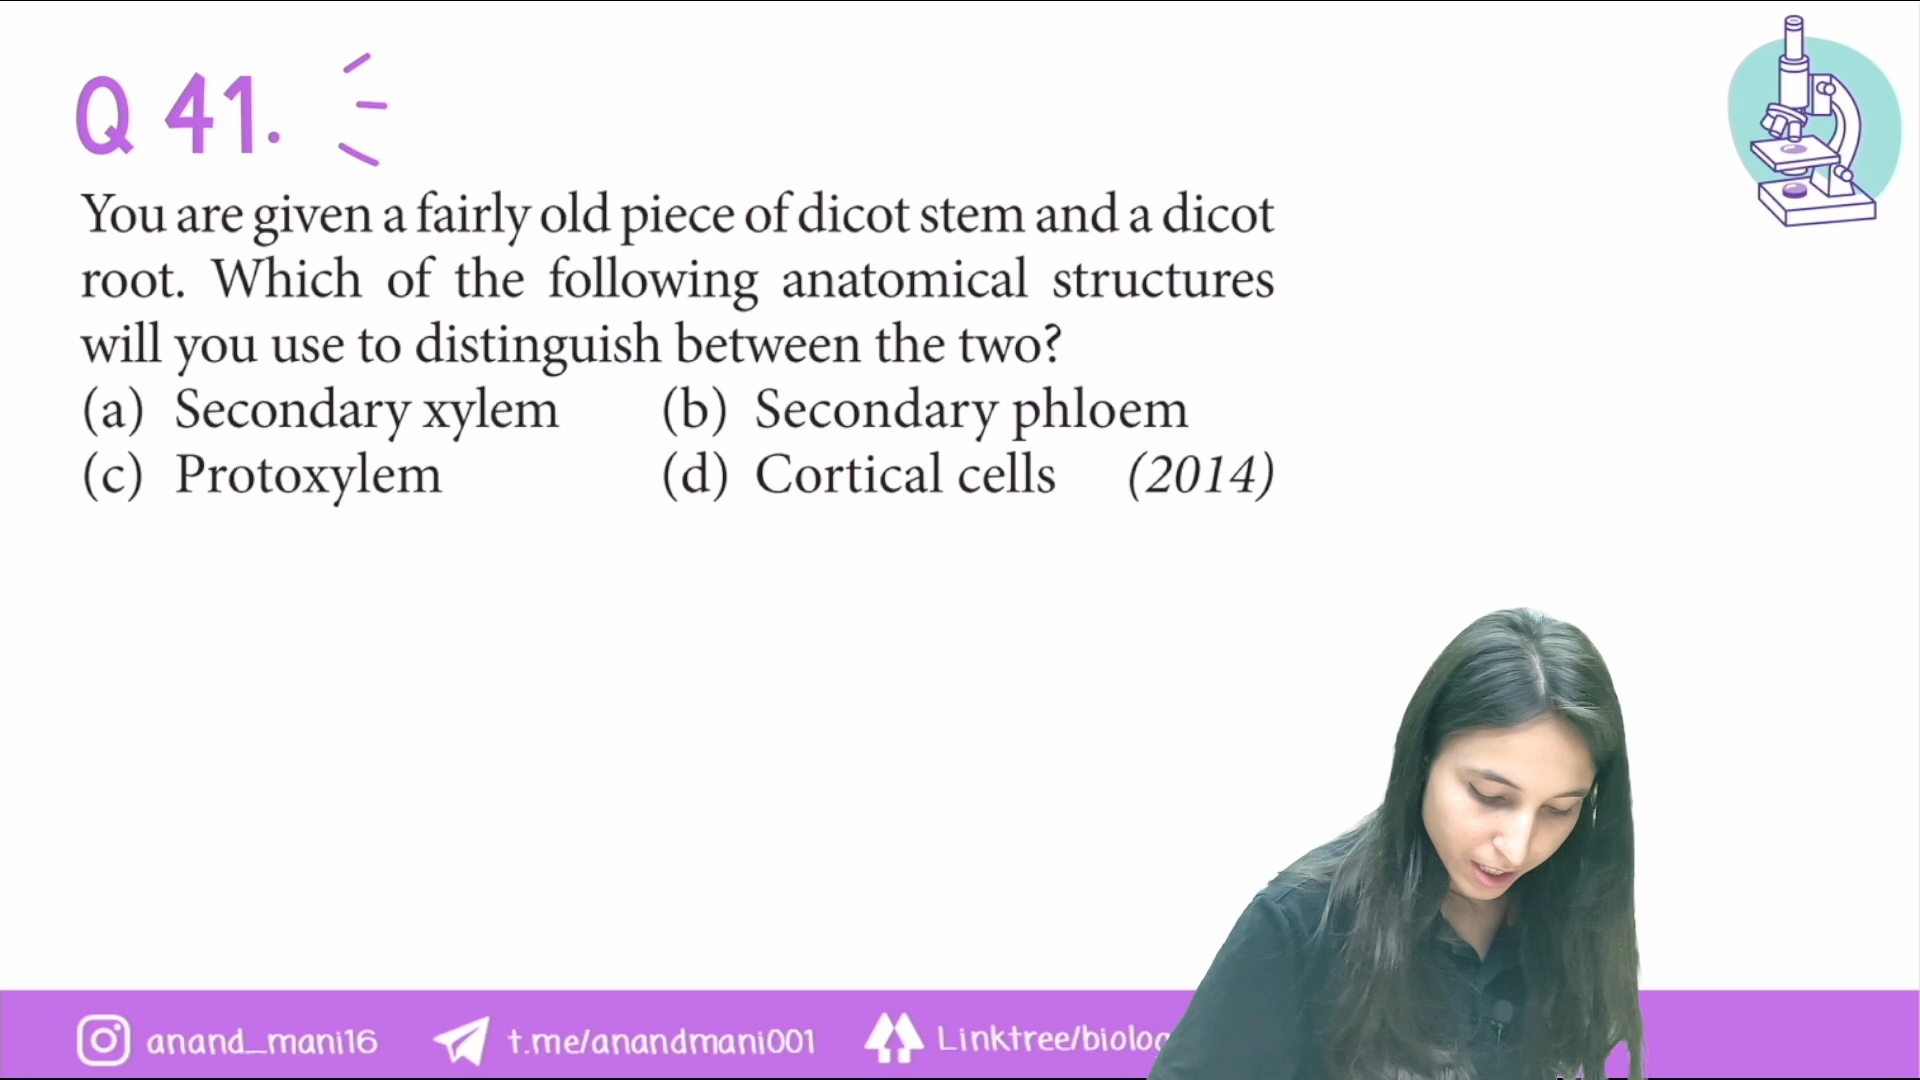 Q 41.
You are given a fairly old piece of dicot stem and a dicot
root. Which of the following anatomical structures
will you use to distinguish between the two?
(a) Secondary xylem (b) Secondary phloem
(c) Protoxylem (d) Cortical cells (2014)
anand_mani16 t.me/anandmani001